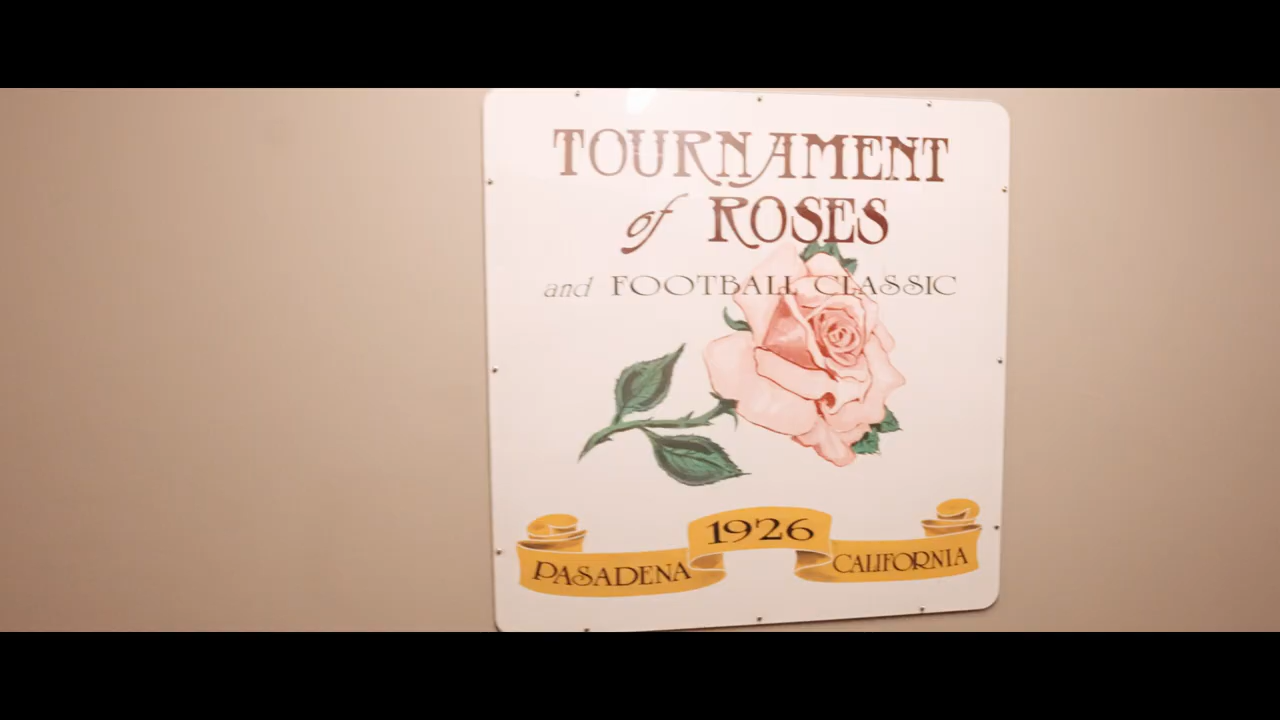 TOURNAMENT
of ROSES
and FOOTBALL CLASSIC
1926
PASADENA CALIFORNIA